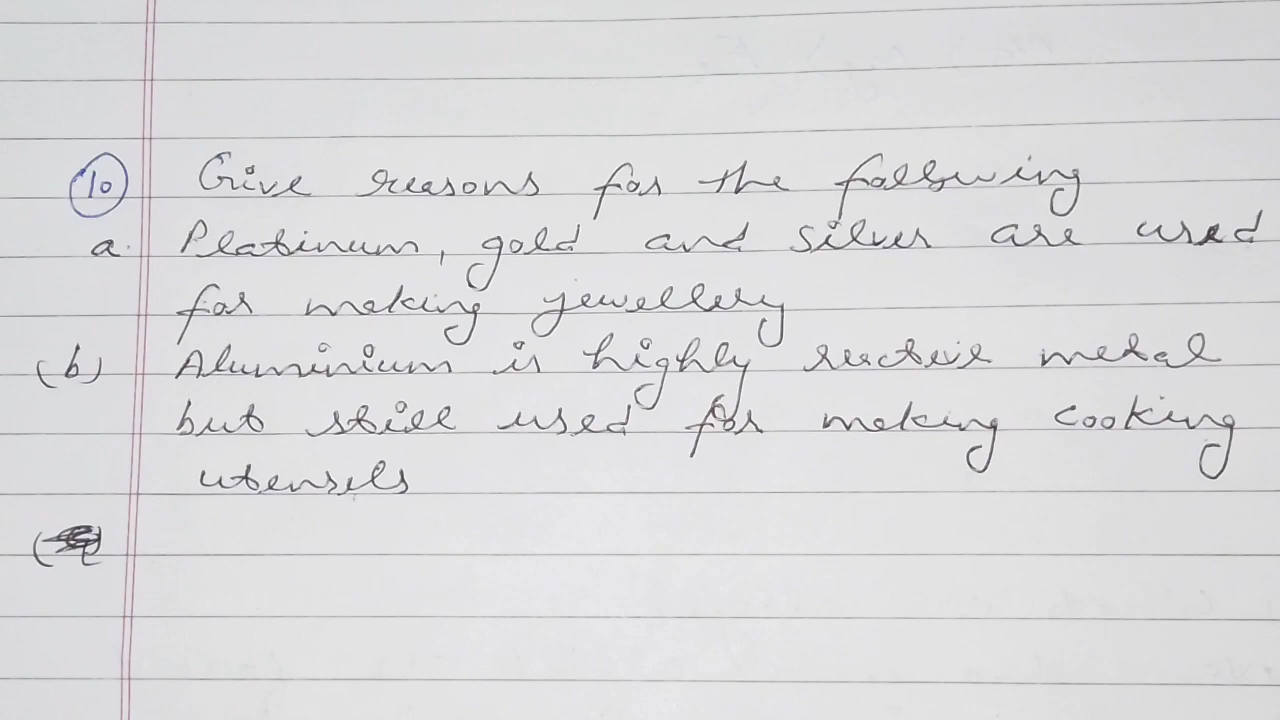 10 Give reasons for the following
a. Platinum, gold and silver are used
for making jewellery
(b) Aluminium is highly reactive metal
but still used for making cooking
utensils
(